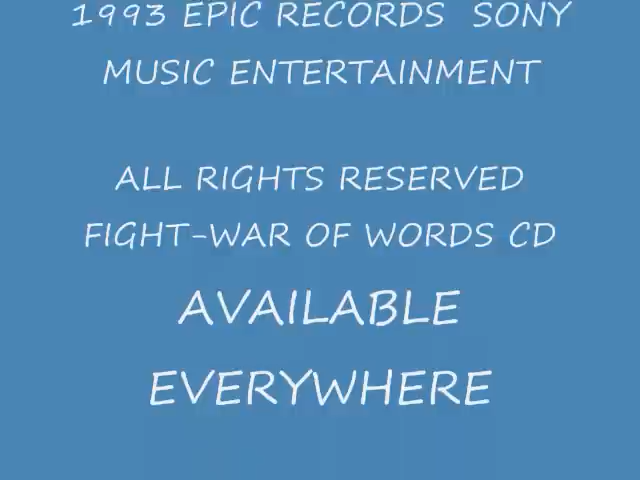 1993 EPIC RECORDS  SONY
MUSIC ENTERTAINMENT
ALL RIGHTS RESERVED
FIGHT-WAR OF WORDS CD
AVAILABLE
EVERYWHERE